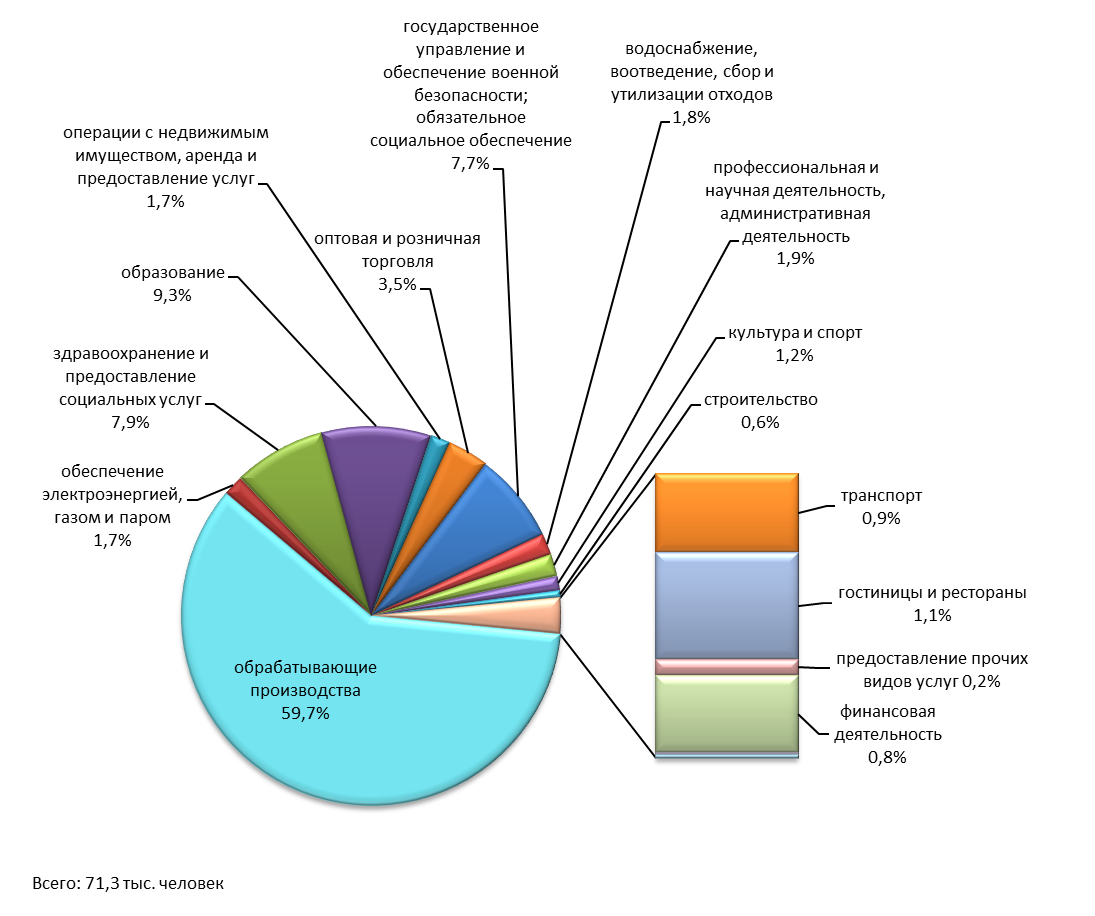 государственное
управление и
обеспечение военной
безопасности;
обязательное
социальное обеспечение
7,7%
водоснабжение,
воотведение, сбор и
утилизации отходов
1,8%
операции с недвижимым
имуществом, аренда и
предоставление услуг
1,7%
профессиональная и
научная деятельность,
административная
деятельность
1,9%
оптовая и розничная
торговля
3,5%
образование
9,3%
культура и спорт
1,2%
здравоохранение и
предоставление
социальных услуг
7,9%
строительство
0,6%
обеспечение
электроэнергией,
газом и паром
1,7%
транспорт
0,9%
гостиницы и рестораны
1,1%
предоставление прочих
видов услуг 0,2%
финансовая
деятельность
0,8%
обрабатывающие
производства
59,7%
Всего: 71,3 тыс. человек